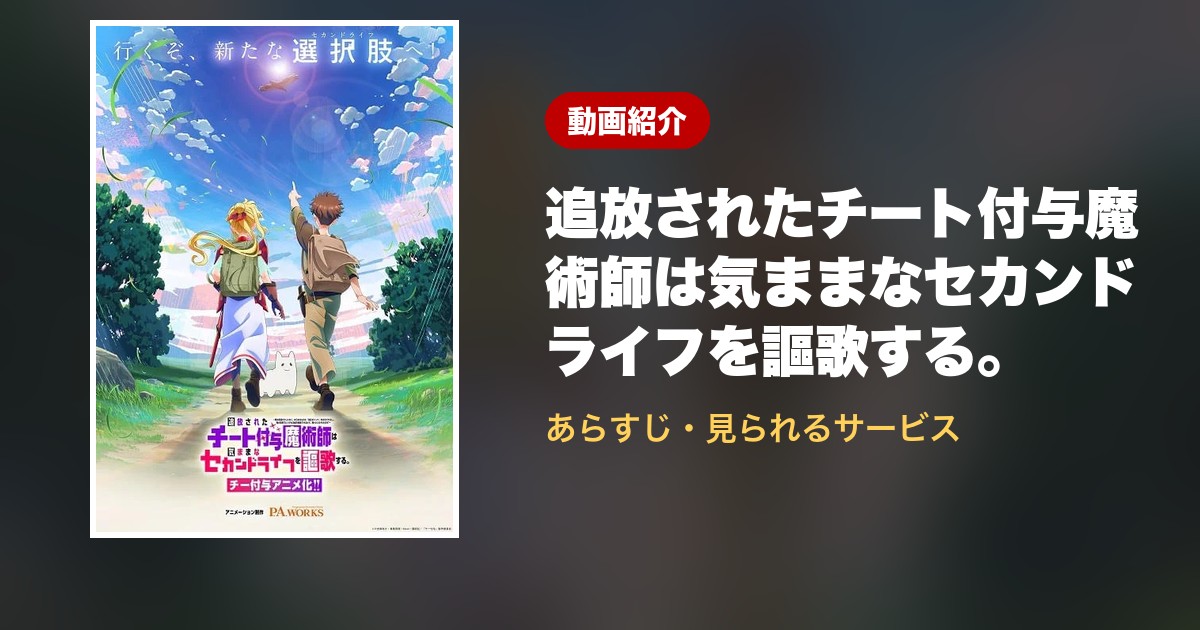 セカンドライフ
行くぞ、新たな選択肢へ!
追放された
チート付与魔術師は
気ままな
セカンドライフを謳歌する。
チー付与アニメ化!!
アニメーション制作 P.A.WORKS
動画紹介
追放されたチート付与魔
術師は気ままなセカンド
ライフを謳歌する。
あらすじ・見られるサービス